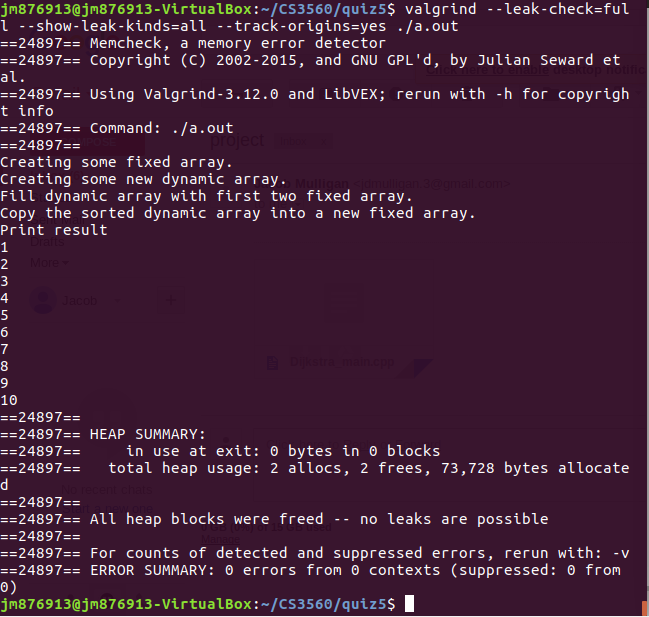 jm876913@jm876913-VirtualBox:~/CS3560/quiz5$ valgrind --leak-check=ful
l --show-leak-kinds=all --track-origins=yes ./a.out
==24897== Memcheck, a memory error detector
==24897== Copyright (C) 2002-2015, and GNU GPL'd, by Julian Seward et
al.
==24897== Using Valgrind-3.12.0 and LibVEX; rerun with -h for copyrigh
t info
==24897== Command: ./a.out
==24897==
Creating some fixed array.
Creating some new dynamic array.
Fill dynamic array with first two fixed array.
Copy the sorted dynamic array into a new fixed array.
Print result
1
2
3
4
5
6
7
8
9
10
==24897==
==24897== HEAP SUMMARY:
==24897==     in use at exit: 0 bytes in 0 blocks
==24897==   total heap usage: 2 allocs, 2 frees, 73,728 bytes allocate
d
==24897==
==24897== All heap blocks were freed -- no leaks are possible
==24897==
==24897== For counts of detected and suppressed errors, rerun with: -v
==24897== ERROR SUMMARY: 0 errors from 0 contexts (suppressed: 0 from
0)
jm876913@jm876913-VirtualBox:~/CS3560/quiz5$
project
Drafts
More
Jacob